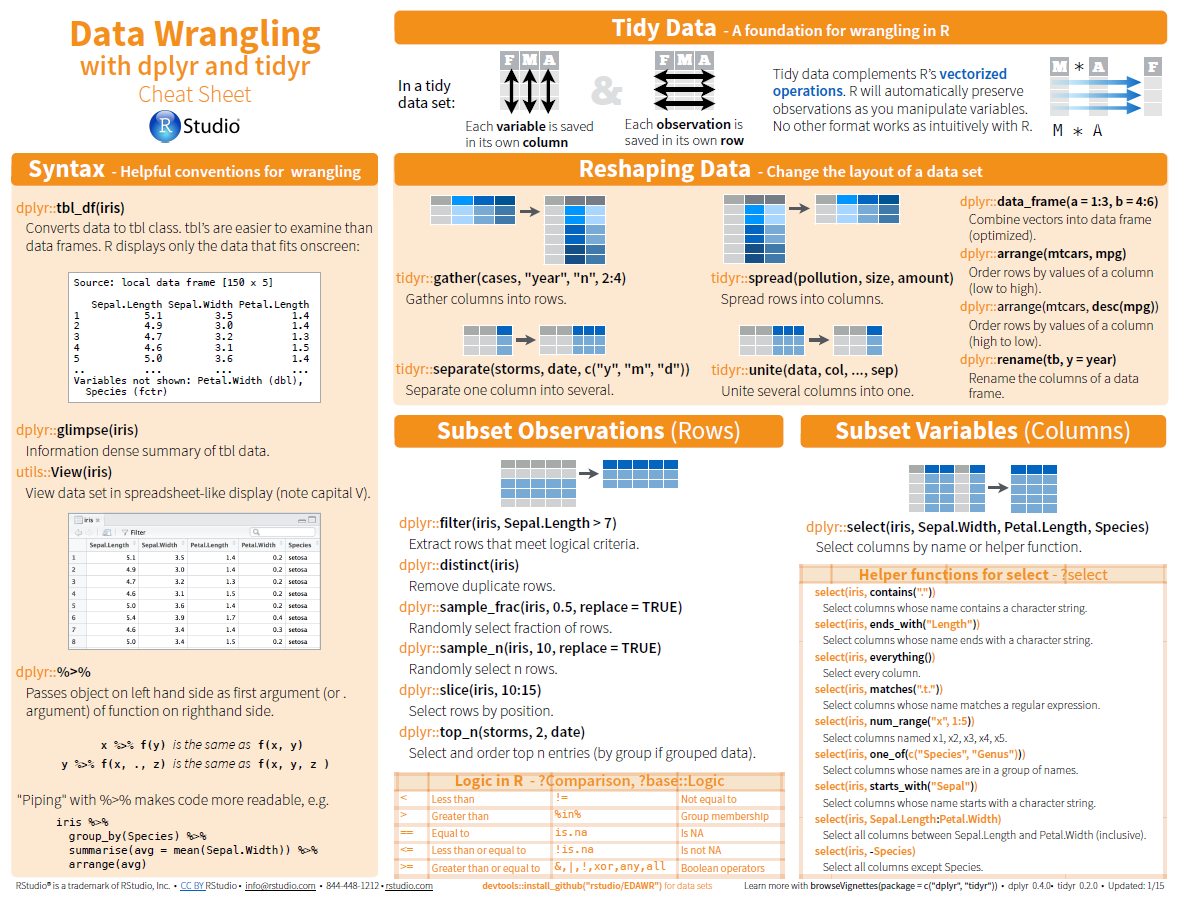 Data Wrangling
with dplyr and tidyr
Cheat Sheet
R Studio®
Syntax - Helpful conventions for wrangling
dplyr::tbl_df(iris)
Converts data to tbl class. tbl's are easier to examine than
data frames. R displays only the data that fits onscreen:
Source: local data frame [150 x 5]
Sepal.Length Sepal.Width Petal.Length
1 5.1 3.5 1.4
2 4.9 3.0 1.4
3 4.7 3.2 1.3
4 4.6 3.1 1.5
5 5.0 3.6 1.4
.. ... ... ...
Variables not shown: Petal.Width (dbl),
Species (fctr)
dplyr::glimpse(iris)
Information dense summary of tbl data.
utils::View(iris)
View data set in spreadsheet-like display (note capital V).
iris ×
Filter
Sepal.Length Sepal.Width Petal.Length Petal.Width Species
1 5.1 3.5 1.4 0.2 setosa
2 4.9 3.0 1.4 0.2 setosa
3 4.7 3.2 1.3 0.2 setosa
4 4.6 3.1 1.5 0.2 setosa
5 5.0 3.6 1.4 0.2 setosa
6 5.4 3.9 1.7 0.4 setosa
7 4.6 3.4 1.4 0.3 setosa
8 5.0 3.4 1.5 0.2 setosa
dplyr::%>%
Passes object on left hand side as first argument (or .
argument) of function on righthand side.
x %>% f(y) is the same as f(x, y)
y %>% f(x, ., z) is the same as f(x, y, z )
"Piping" with %>% makes code more readable, e.g.
iris %>%
group_by(Species) %>%
summarise(avg = mean(Sepal.Width)) %>%
arrange(avg)
Tidy Data - A foundation for wrangling in R
In a tidy
data set:
F M A
Each variable is saved
in its own column
&
F M A
Each observation is
saved in its own row
Tidy data complements R's vectorized
operations. R will automatically preserve
observations as you manipulate variables.
No other format works as intuitively with R.
M * A F
M * A
Reshaping Data - Change the layout of a data set
tidyr::gather(cases, "year", "n", 2:4)
Gather columns into rows.
tidyr::spread(pollution, size, amount)
Spread rows into columns.
tidyr::separate(storms, date, c("y", "m", "d"))
Separate one column into several.
tidyr::unite(data, col, ..., sep)
Unite several columns into one.
dplyr::data_frame(a = 1:3, b = 4:6)
Combine vectors into data frame
(optimized).
dplyr::arrange(mtcars, mpg)
Order rows by values of a column
(low to high).
dplyr::arrange(mtcars, desc(mpg))
Order rows by values of a column
(high to low).
dplyr::rename(tb, y = year)
Rename the columns of a data
frame.
Subset Observations (Rows)
dplyr::filter(iris, Sepal.Length > 7)
Extract rows that meet logical criteria.
dplyr::distinct(iris)
Remove duplicate rows.
dplyr::sample_frac(iris, 0.5, replace = TRUE)
Randomly select fraction of rows.
dplyr::sample_n(iris, 10, replace = TRUE)
Randomly select n rows.
dplyr::slice(iris, 10:15)
Select rows by position.
dplyr::top_n(storms, 2, date)
Select and order top n entries (by group if grouped data).
Logic in R - ?Comparison, ?base::Logic
< Less than != Not equal to
> Greater than %in% Group membership
== Equal to is.na Is NA
<= Less than or equal to !is.na Is not NA
>= Greater than or equal to &,|,!,xor,any,all Boolean operators
Subset Variables (Columns)
dplyr::select(iris, Sepal.Width, Petal.Length, Species)
Select columns by name or helper function.
Helper functions for select - ?select
select(iris, contains("."))
Select columns whose name contains a character string.
select(iris, ends_with("Length"))
Select columns whose name ends with a character string.
select(iris, everything())
Select every column.
select(iris, matches(".t."))
Select columns whose name matches a regular expression.
select(iris, num_range("x", 1:5))
Select columns named x1, x2, x3, x4, x5.
select(iris, one_of(c("Species", "Genus")))
Select columns whose names are in a group of names.
select(iris, starts_with("Sepal"))
Select columns whose name starts with a character string.
select(iris, Sepal.Length:Petal.Width)
Select all columns between Sepal.Length and Petal.Width (inclusive).
select(iris, -Species)
Select all columns except Species.
RStudio® is a trademark of RStudio, Inc. • CC BY RStudio • info@rstudio.com • 844-448-1212 • rstudio.com
devtools::install_github("rstudio/EDAWR") for data sets
Learn more with browseVignettes(package = c("dplyr", "tidyr")) • dplyr 0.4.0• tidyr 0.2.0 • Updated: 1/15